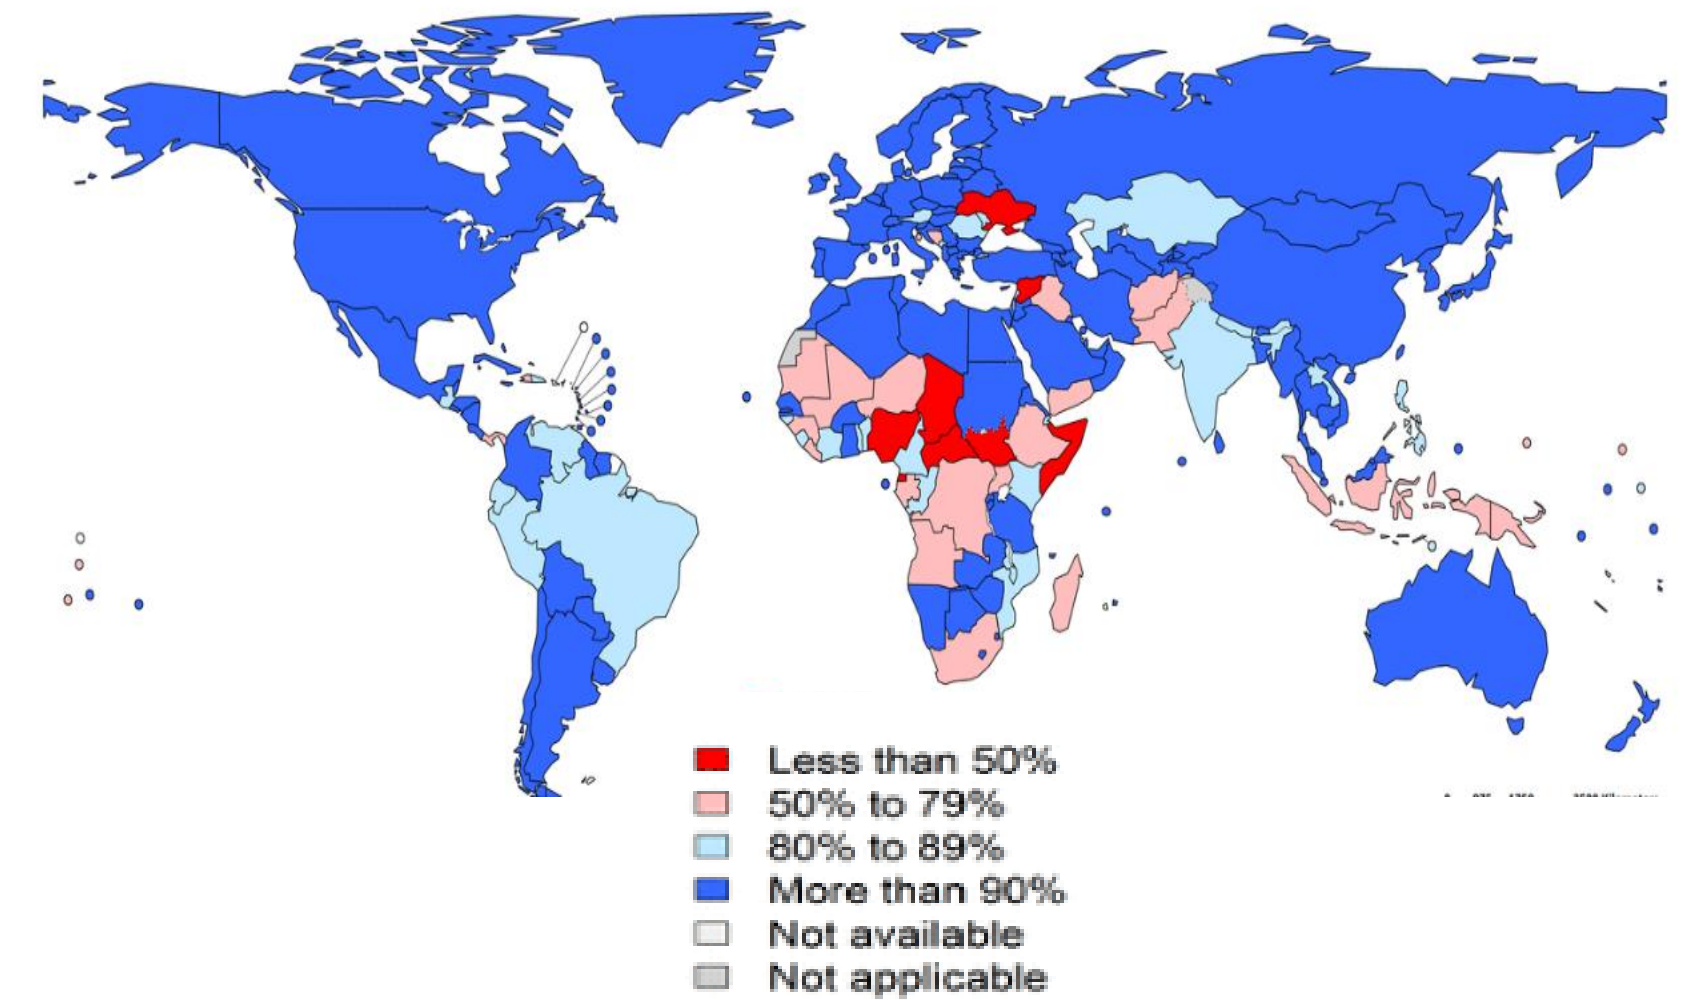 Less than 50%
50% to 79%
80% to 89%
More than 90%
Not available
Not applicable